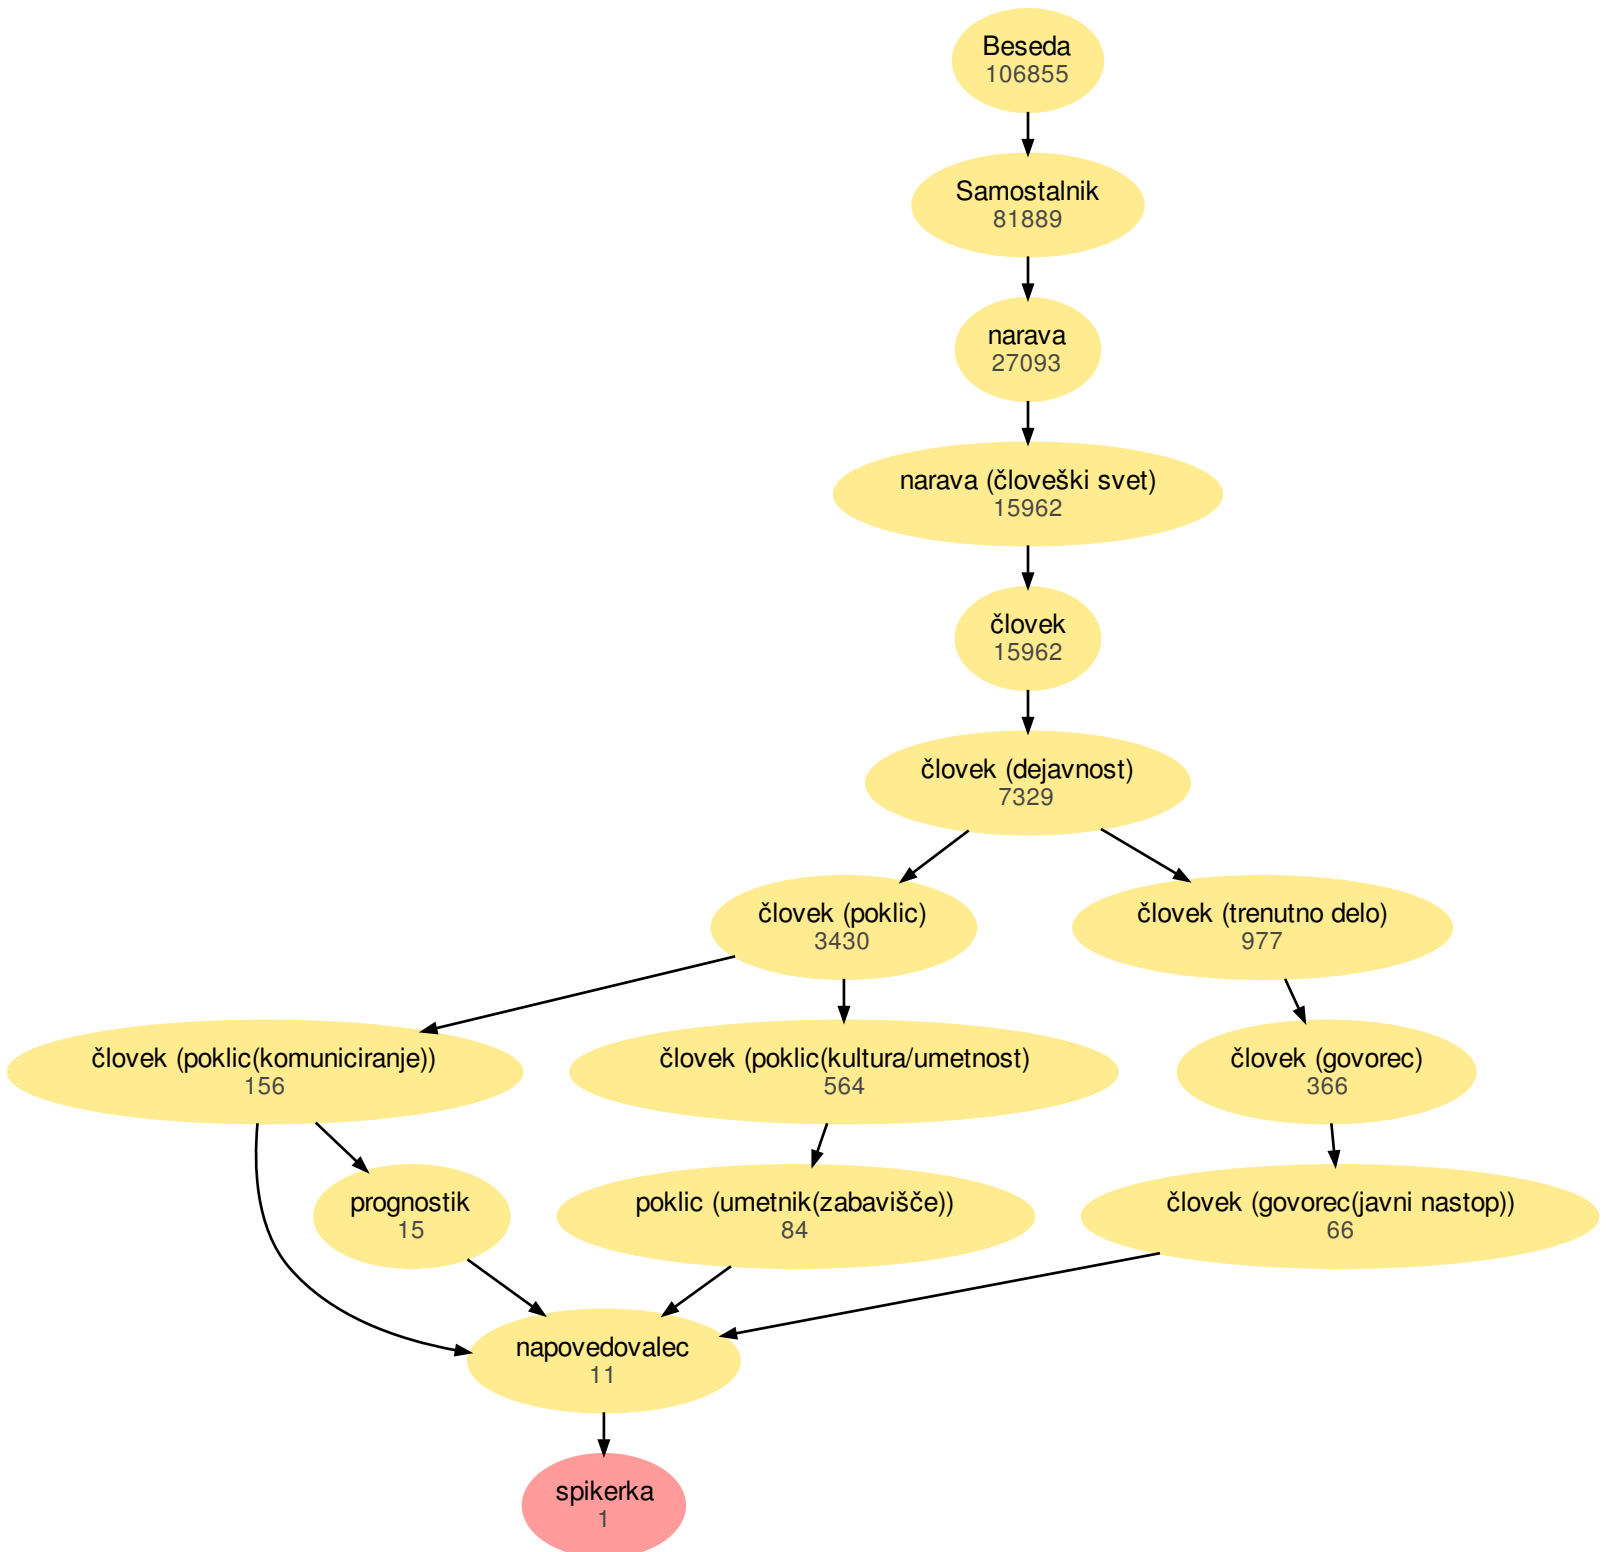 Beseda
106855
Samostalnik
81889
narava
27093
narava (človeški svet)
15962
človek
15962
človek (dejavnost)
7329
človek (poklic)
3430
človek (trenutno delo)
977
človek (poklic(komuniciranje))
156
človek (poklic(kultura/umetnost)
564
človek (govorec)
366
prognostik
15
poklic (umetnik(zabavišče))
84
človek (govorec(javni nastop))
66
napovedovalec
11
spikerka
1